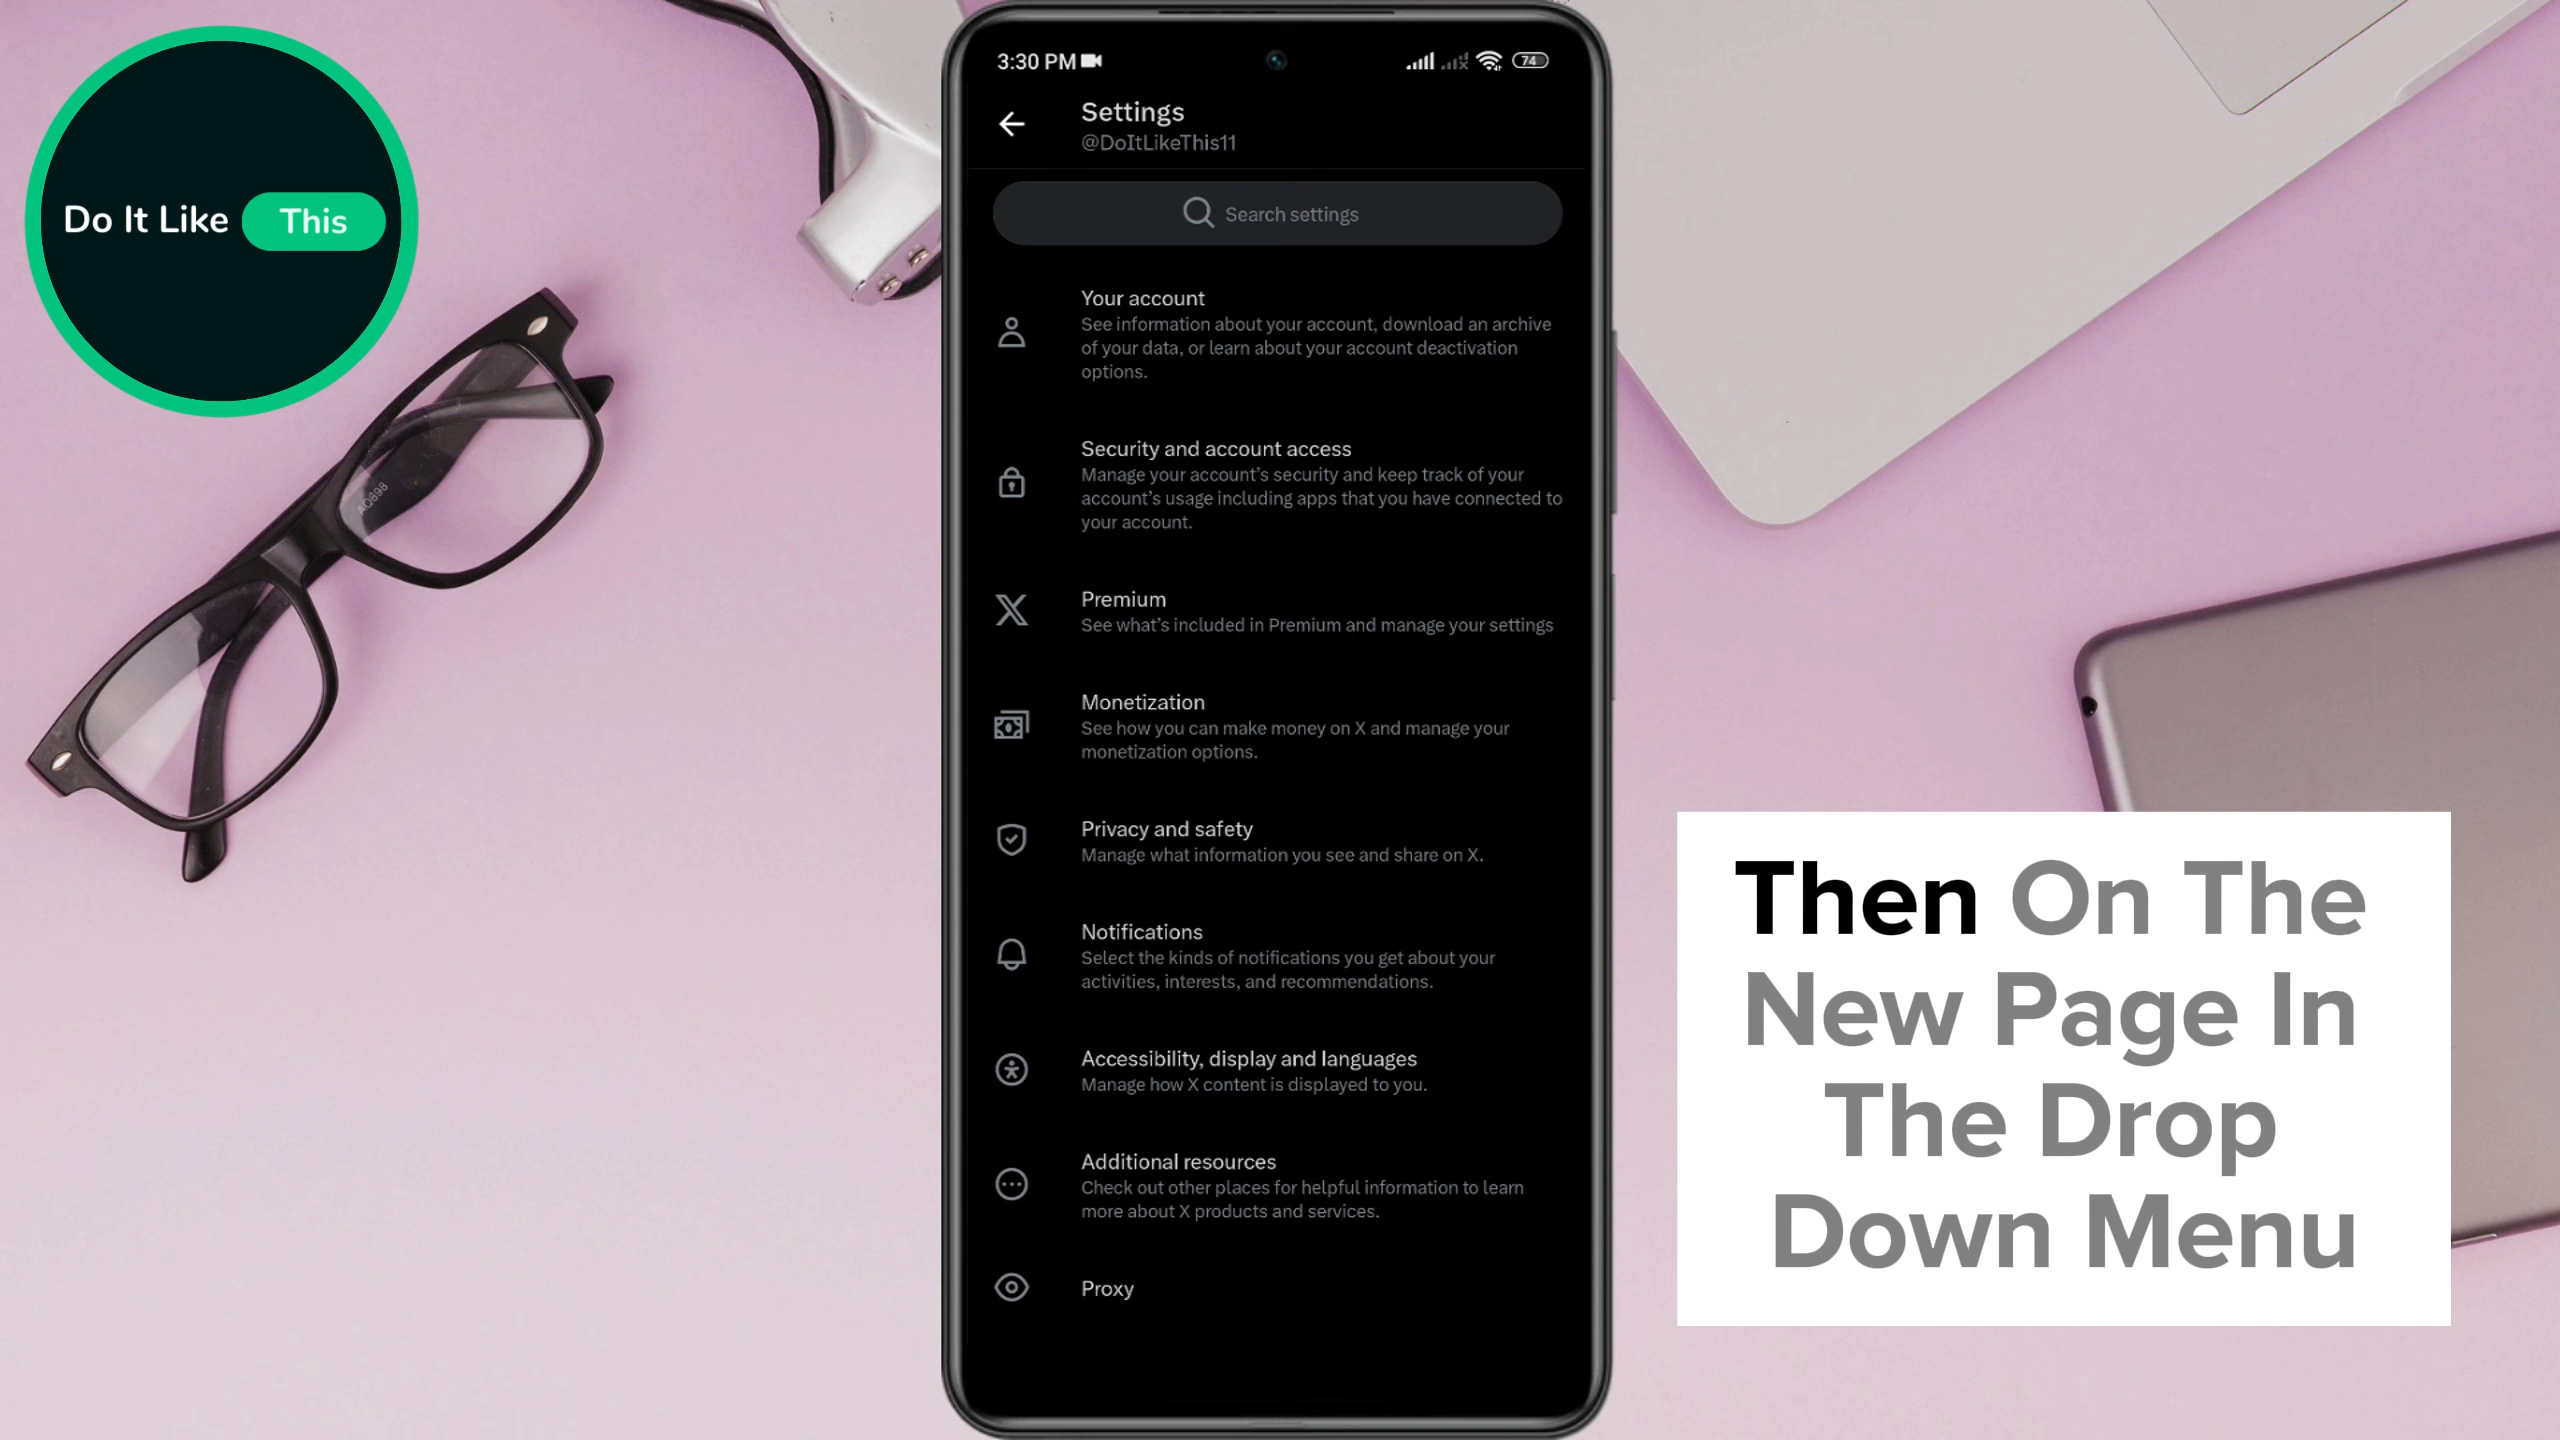 Do It Like This
3:30 PM
74
Settings
@DoItLikeThis11
Search settings
Your account
See information about your account, download an archive
of your data, or learn about your account deactivation
options.
Security and account access
Manage your account's security and keep track of your
account's usage including apps that you have connected to
your account.
Premium
See what's included in Premium and manage your settings
Monetization
See how you can make money on X and manage your
monetization options.
Privacy and safety
Manage what information you see and share on X.
Notifications
Select the kinds of notifications you get about your
activities, interests, and recommendations.
Accessibility, display and languages
Manage how X content is displayed to you.
Additional resources
Check out other places for helpful information to learn
more about X products and services.
Proxy
Then On The
New Page In
The Drop
Down Menu